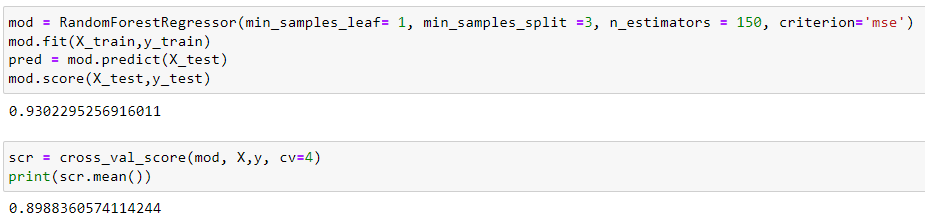 mod = RandomForestRegressor(min_samples_leaf= 1, min_samples_split =3, n_estimators = 150, criterion='mse')
mod.fit(X_train,y_train)
pred = mod.predict(X_test)
mod.score(X_test,y_test)
0.9302295256916011
scr = cross_val_score(mod, X,y, cv=4)
print(scr.mean())
0.8988360574114244